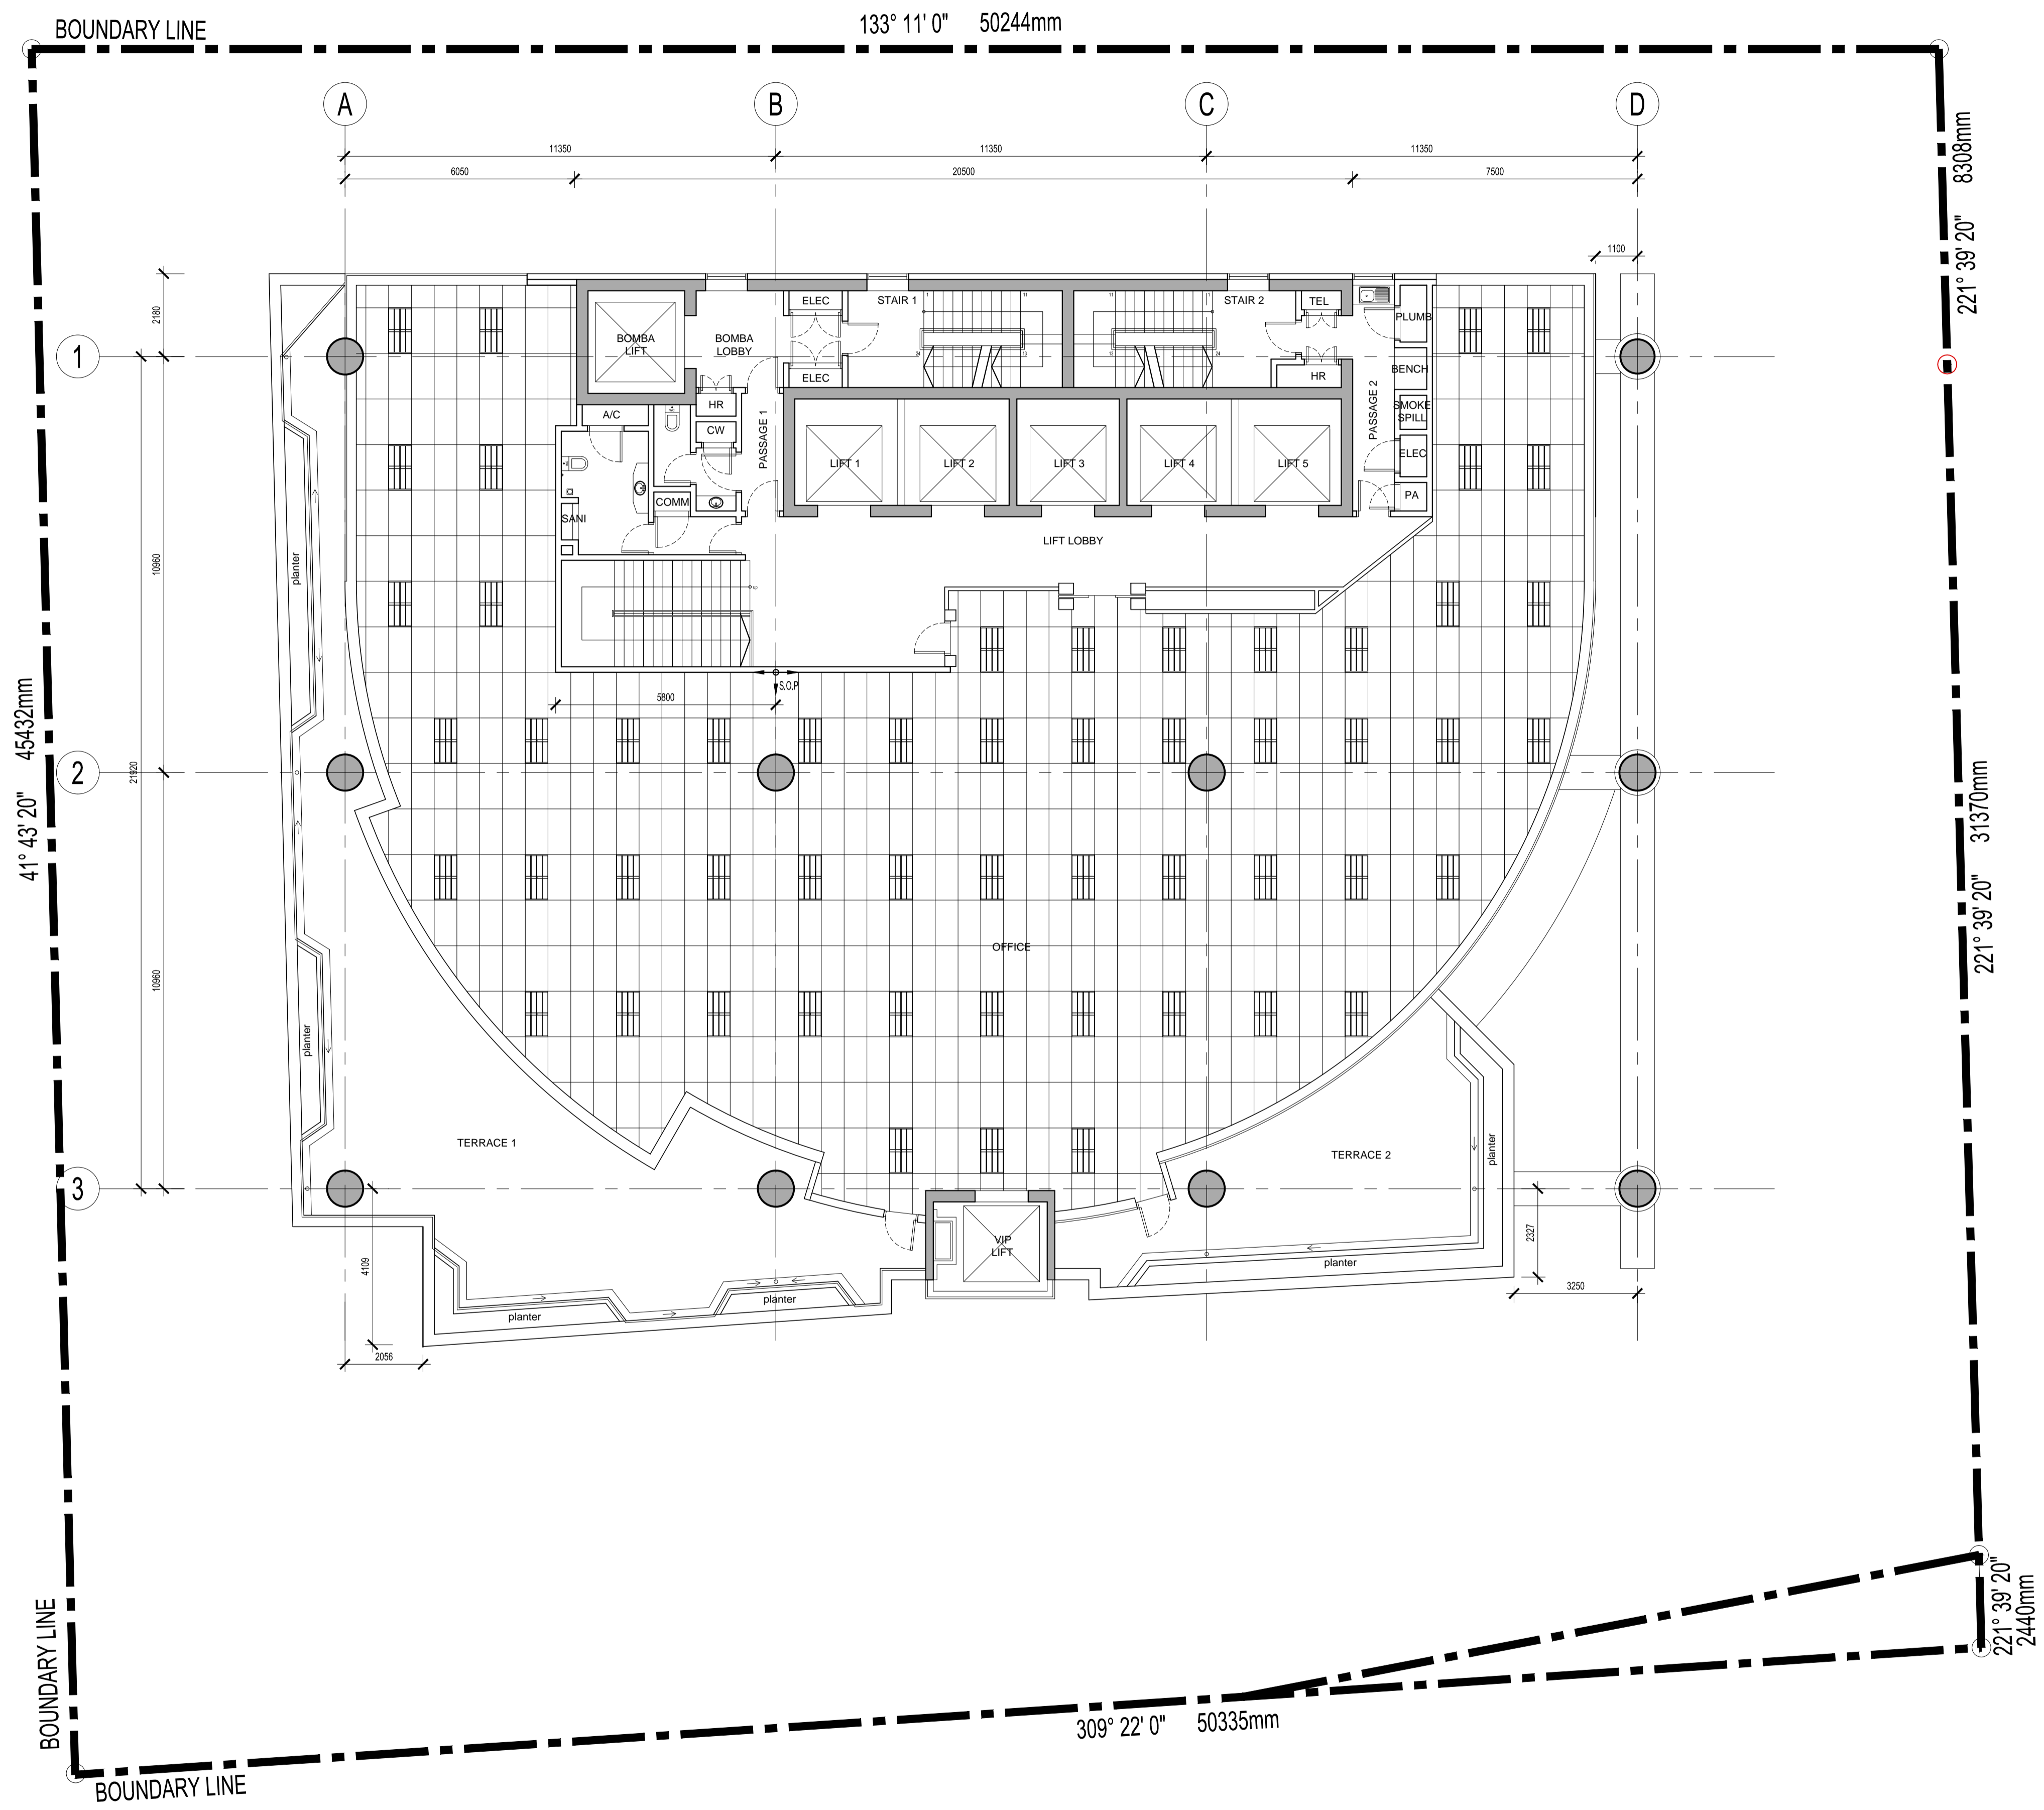 BOUNDARY LINE
133° 11' 0" 50244mm
A
B
C
D
11350
11350
11350
6050
20500
7500
221° 39' 20" 8308mm
1100
2180
1
ELEC
STAIR 1
STAIR 2
TEL
PLUMB
BOMBA
LIFT
BOMBA
LOBBY
ELEC
HR
BENCH
HR
CW
A/C
PASSAGE 1
PASSAGE 2
SMOKE
SPILL
ELEC
LIFT 1
LIFT 2
LIFT 3
LIFT 4
LIFT 5
PA
COMM
SANI
LIFT LOBBY
planter
10960
S.O.P
5800
41° 43' 20" 45432mm
2
21920
221° 39' 20" 31370mm
OFFICE
10960
planter
TERRACE 1
TERRACE 2
planter
3
VIP
LIFT
2327
4109
planter
planter
planter
3250
2056
221° 39' 20"
2440mm
BOUNDARY LINE
309° 22' 0" 50335mm
BOUNDARY LINE